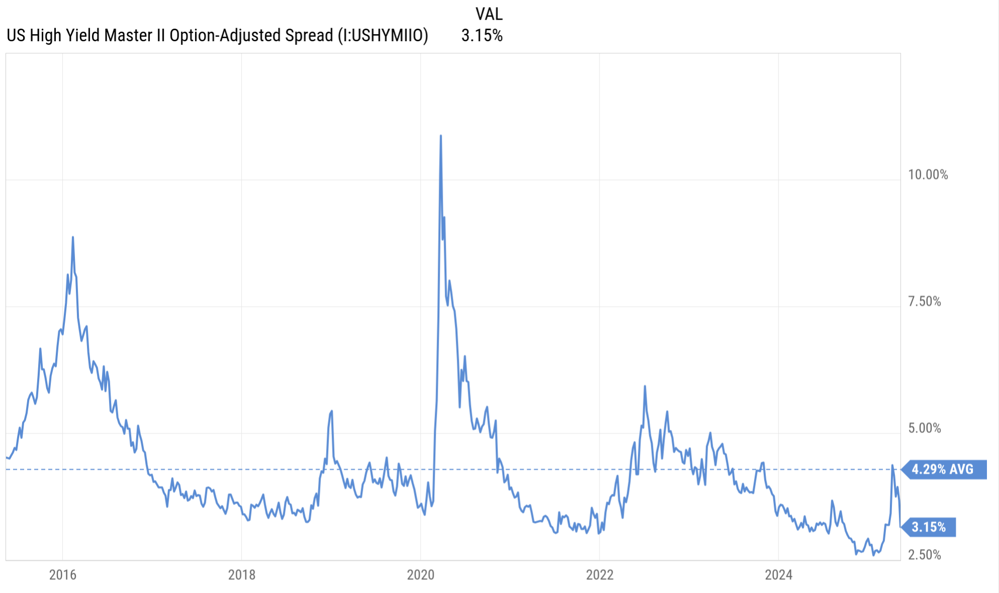 VAL
US High Yield Master II Option-Adjusted Spread (I:USHYMIIO) 3.15%
10.00%
7.50%
5.00%
4.29% AVG
3.15%
2.50%
2016 2018 2020 2022 2024